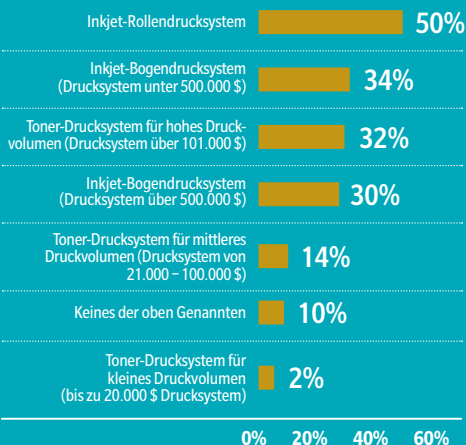 Inkjet-Rollendrucksystem 50%
Inkjet-Bogendrucksystem
(Drucksystem unter 500.000 $) 34%
Toner-Drucksystem für hohes Druck-
volumen (Drucksystem über 101.000 $) 32%
Inkjet-Bogendrucksystem
(Drucksystem über 500.000 $) 30%
Toner-Drucksystem für mittleres
Druckvolumen (Drucksystem von
21.000 – 100.000 $) 14%
Keines der oben Genannten 10%
Toner-Drucksystem für
kleines Druckvolumen
(bis zu 20.000 $ Drucksystem) 2%
0% 20% 40% 60%